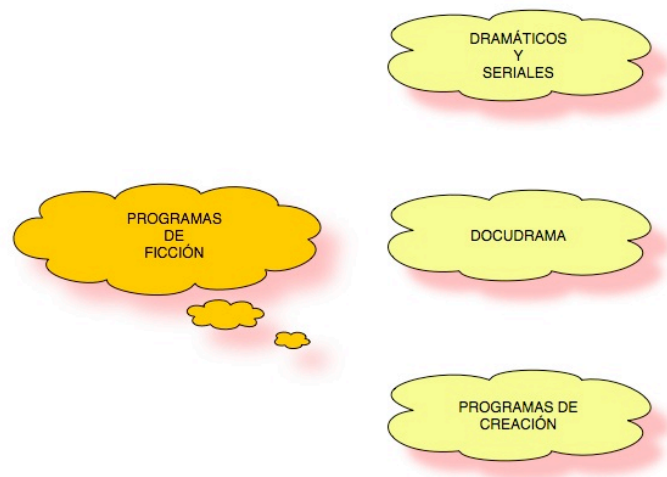 DRAMÁTICOS
Y
SERIALES
PROGRAMAS
DE
FICCIÓN
DOCUDRAMA
PROGRAMAS DE
CREACIÓN